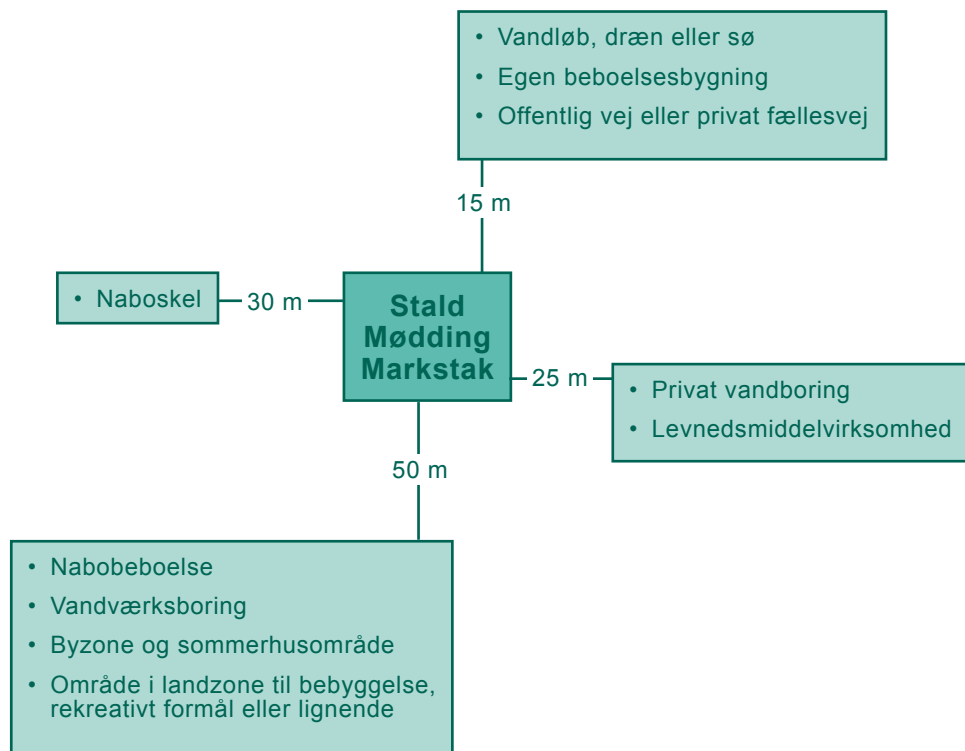 • Vandløb, dræn eller sø
• Egen beboelsesbygning
• Offentlig vej eller privat fællesvej
15 m
• Naboskel
30 m
Stald
Mødding
Markstak
25 m
• Privat vandboring
• Levnedsmiddelvirksomhed
50 m
• Nabobeboelse
• Vandværksboring
• Byzone og sommerhusområde
• Område i landzone til bebyggelse,
rekreativt formål eller lignende